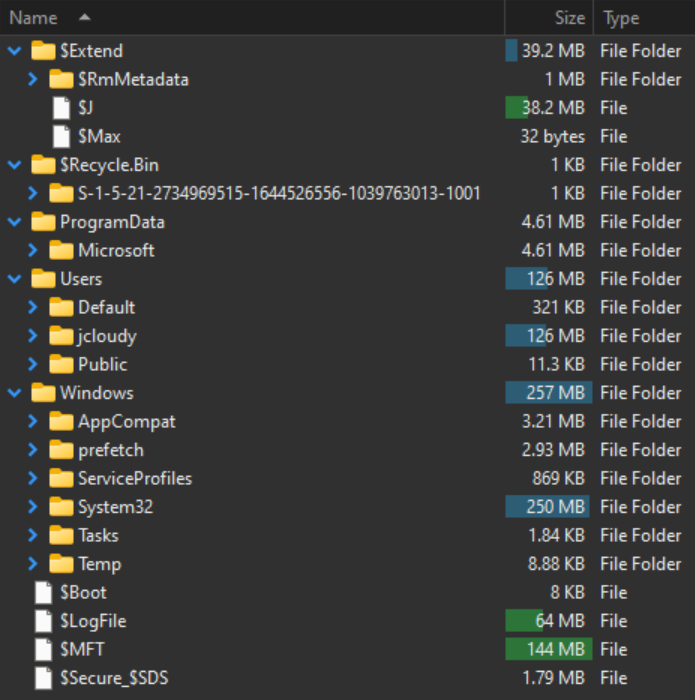 Name Size Type
$Extend 39.2 MB File Folder
$RmMetadata 1 MB File Folder
$J 38.2 MB File
$Max 32 bytes File
$Recycle.Bin 1 KB File Folder
S-1-5-21-2734969515-1644526556-1039763013-1001 1 KB File Folder
ProgramData 4.61 MB File Folder
Microsoft 4.61 MB File Folder
Users 126 MB File Folder
Default 321 KB File Folder
jcloudy 126 MB File Folder
Public 11.3 KB File Folder
Windows 257 MB File Folder
AppCompat 3.21 MB File Folder
prefetch 2.93 MB File Folder
ServiceProfiles 869 KB File Folder
System32 250 MB File Folder
Tasks 1.84 KB File Folder
Temp 8.88 KB File Folder
$Boot 8 KB File
$LogFile 64 MB File
$MFT 144 MB File
$Secure_$SDS 1.79 MB File